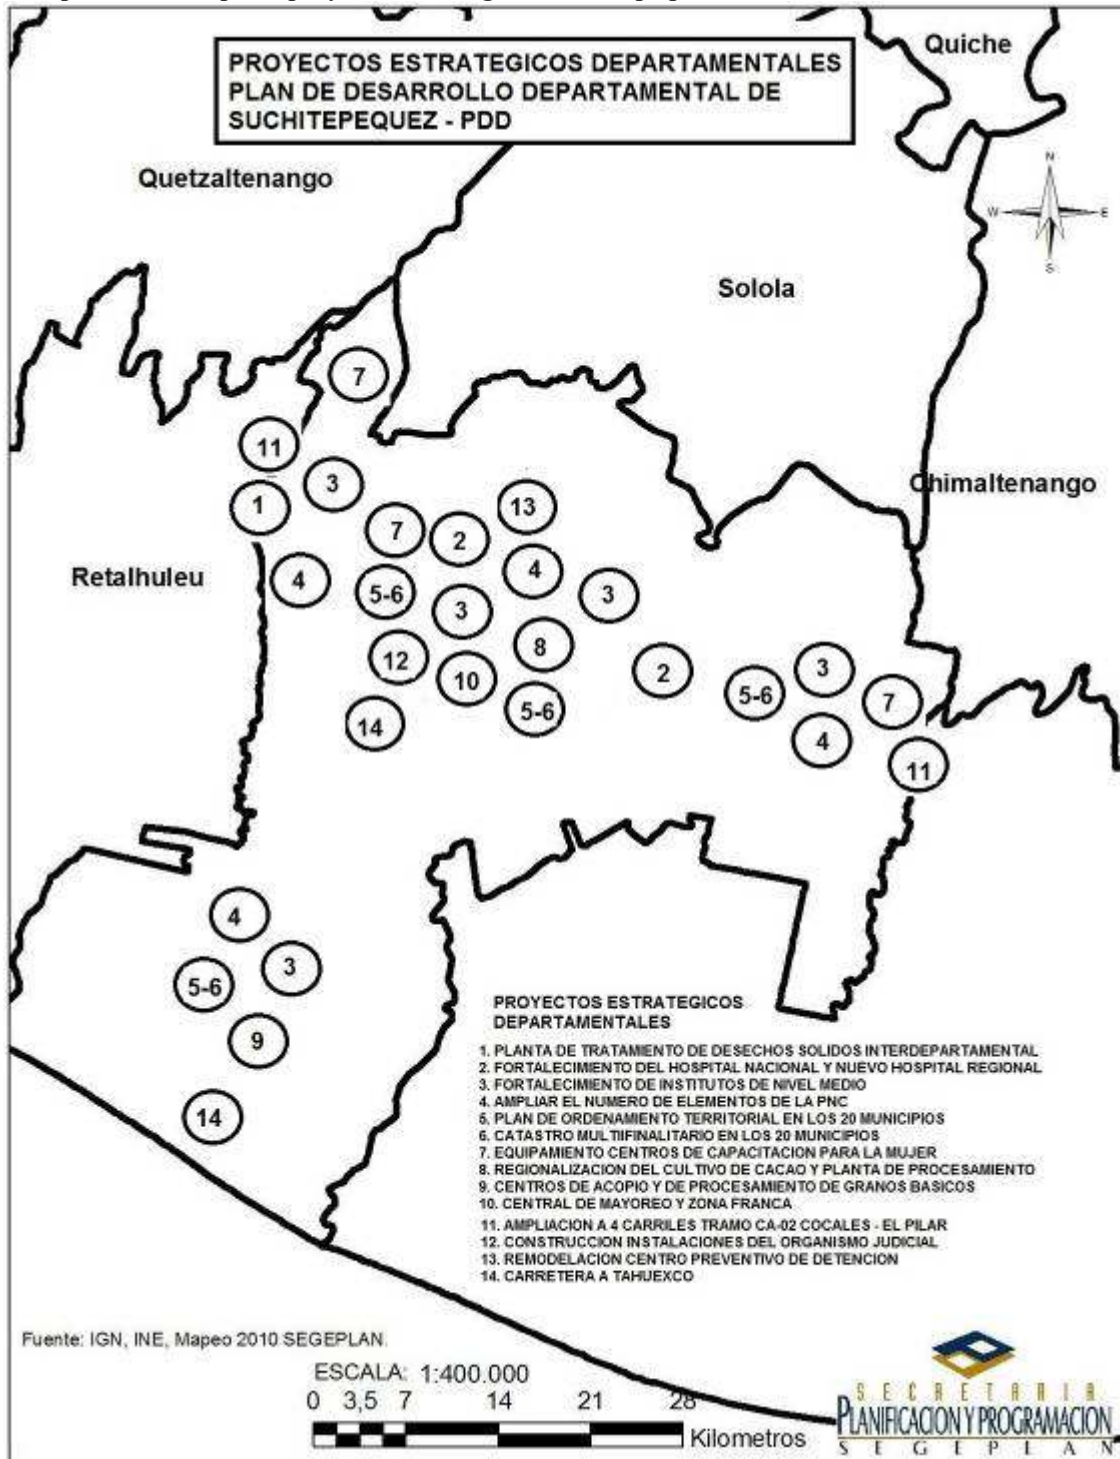 PROYECTOS ESTRATEGICOS DEPARTAMENTALES
PLAN DE DESARROLLO DEPARTAMENTAL DE
SUCHITEPEQUEZ - PDD
Quiche
Quetzaltenango
N
W E
S
Solola
7
11
Chimaltenango
3
1
13
7
2
Retalhuleu
4
4
5-6
3
3
8
12
2
3
10
5-6
7
5-6
14
4
11
4
3
5-6
9
14
PROYECTOS ESTRATEGICOS
DEPARTAMENTALES
1. PLANTA DE TRATAMIENTO DE DESECHOS SOLIDOS INTERDEPARTAMENTAL
2. FORTALECIMIENTO DEL HOSPITAL NACIONAL Y NUEVO HOSPITAL REGIONAL
3. FORTALECIMIENTO DE INSTITUTOS DE NIVEL MEDIO
4. AMPLIAR EL NUMERO DE ELEMENTOS DE LA PNC
5. PLAN DE ORDENAMIENTO TERRITORIAL EN LOS 20 MUNICIPIOS
6. CATASTRO MULTIIFINALITARIO EN LOS 20 MUNICIPIOS
7. EQUIPAMIENTO CENTROS DE CAPACITACION PARA LA MUJER
8. REGIONALIZACION DEL CULTIVO DE CACAO Y PLANTA DE PROCESAMIENTO
9. CENTROS DE ACOPIO Y DE PROCESAMIENTO DE GRANOS BASICOS
10. CENTRAL DE MAYOREO Y ZONA FRANCA
11. AMPLIACION A 4 CARRILES TRAMO CA-02 COCALES - EL PILAR
12. CONSTRUCCION INSTALACIONES DEL ORGANISMO JUDICIAL
13. REMODELACION CENTRO PREVENTIVO DE DETENCION
14. CARRETERA A TAHUEXCO
Fuente: IGN, INE, Mapeo 2010 SEGEPLAN.
ESCALA: 1:400.000
0 3,5 7 14 21 28
Kilometros
SECRETARIA
PLANIFICACION Y PROGRAMACION
SEGEPLAN